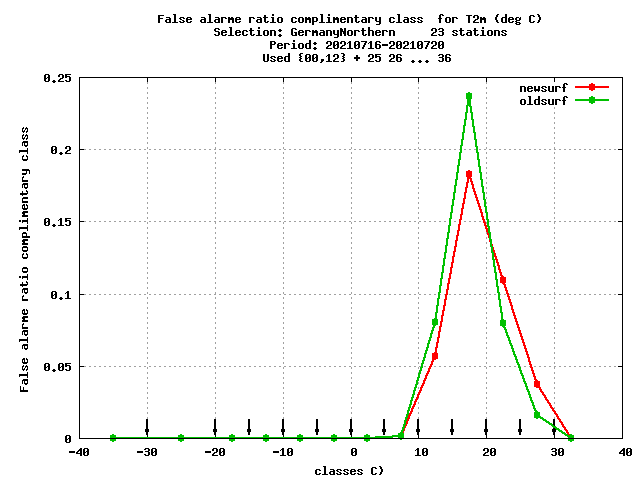 False alarme ratio complimentary class  for T2m (deg C)
Selection: GermanyNorthern     23 stations
Period: 20210716-20210720
Used {00,12} + 25 26 ... 36
newsurf
oldsurf
False alarme ratio complimentary class
0.25
0.2
0.15
0.1
0.05
0
-40 -30 -20 -10 0 10 20 30 40
classes C)